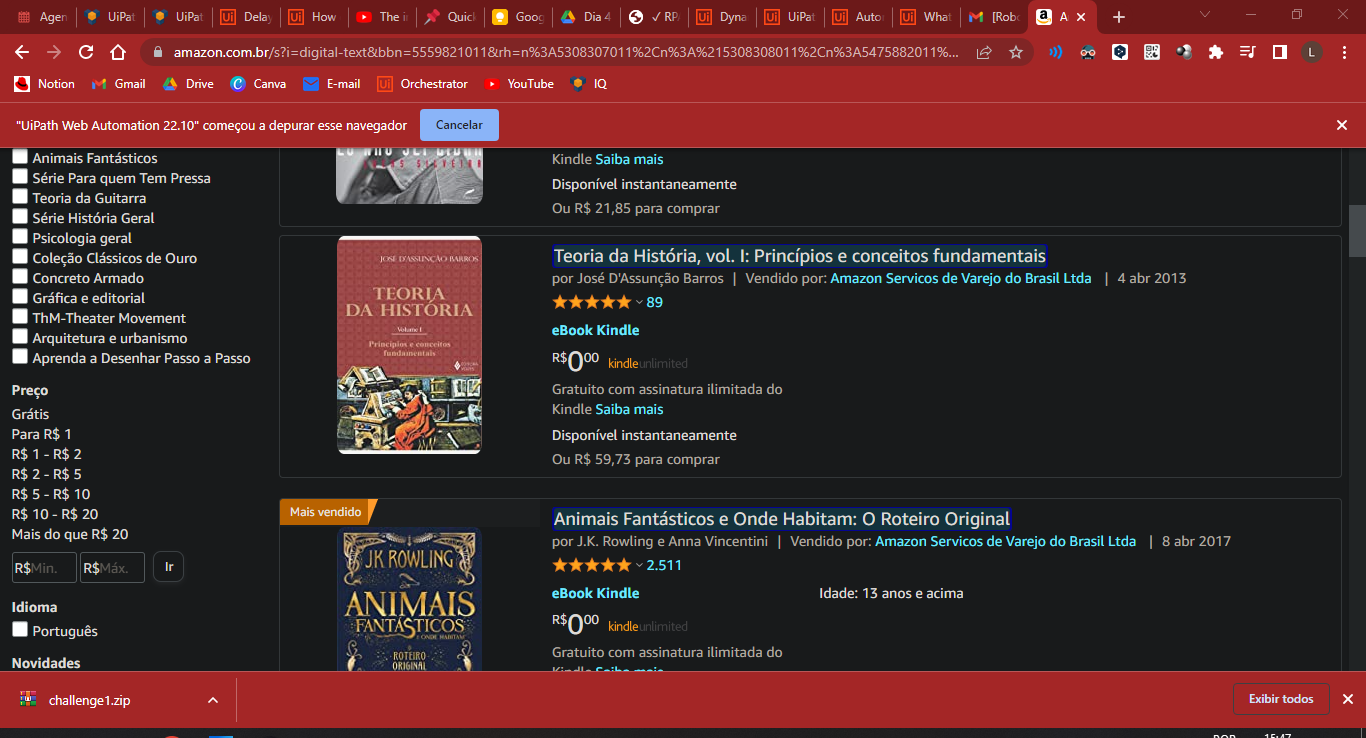 Agen
UiPat
UiPat
Delay
How
The i
Quick
Goog
Dia 4
✓ RPA
Dyna
UiPat
Auto
What
[Robo
A
amazon.com.br/s?i=digital-text&bbn=5559821011&rh=n%3A5308307011%2Cn%3A%215308308011%2Cn%3A5475882011%...
L
Notion
Gmail
Drive
Canva
E-mail
Orchestrator
YouTube
IQ
"UiPath Web Automation 22.10" começou a depurar esse navegador
Cancelar
Animais Fantásticos
Série Para quem Tem Pressa
Teoria da Guitarra
Série História Geral
Psicologia geral
Coleção Clássicos de Ouro
Concreto Armado
Gráfica e editorial
ThM-Theater Movement
Arquitetura e urbanismo
Aprenda a Desenhar Passo a Passo
Preço
Grátis
Para R$ 1
R$ 1 - R$ 2
R$ 2 - R$ 5
R$ 5 - R$ 10
R$ 10 - R$ 20
Mais do que R$ 20
R$ Min.
R$ Máx.
Ir
Idioma
Português
Novidades
Kindle Saiba mais
Disponível instantaneamente
Ou R$ 21,85 para comprar
JOSÉ D'ASSUNÇÃO BARROS
TEORIA
DA HISTÓRIA
Volume I
Princípios e conceitos
fundamentais
Teoria da História, vol. I: Princípios e conceitos fundamentais
por José D'Assunção Barros | Vendido por: Amazon Servicos de Varejo do Brasil Ltda | 4 abr 2013
89
eBook Kindle
R$000 kindleunlimited
Gratuito com assinatura ilimitada do
Kindle Saiba mais
Disponível instantaneamente
Ou R$ 59,73 para comprar
Mais vendido
J.K. ROWLING
ANIMAIS
FANTÁSTICOS
E ONDE HABITAM
O ROTEIRO
ORIGINAL
Animais Fantásticos e Onde Habitam: O Roteiro Original
por J.K. Rowling e Anna Vincentini | Vendido por: Amazon Servicos de Varejo do Brasil Ltda | 8 abr 2017
2.511
eBook Kindle
Idade: 13 anos e acima
R$000 kindleunlimited
Gratuito com assinatura ilimitada do
Kindle Saiba mais
challenge1.zip
Exibir todos
POR
15:47